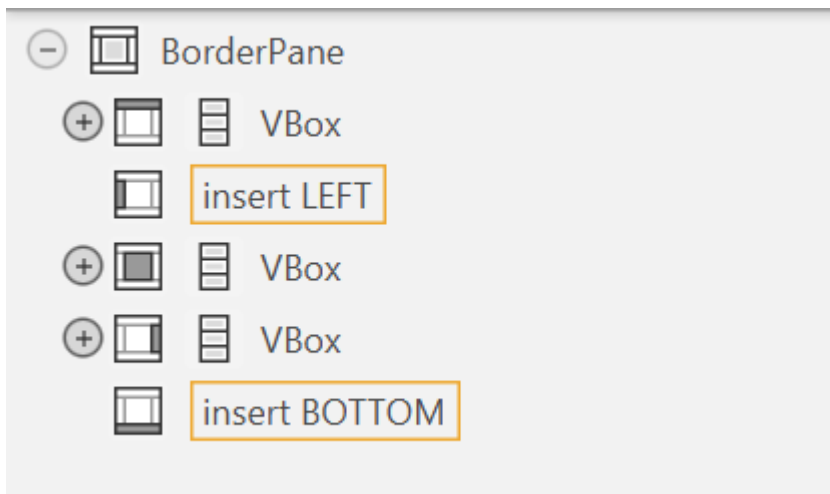 BorderPane
VBox
insert LEFT
VBox
VBox
insert BOTTOM